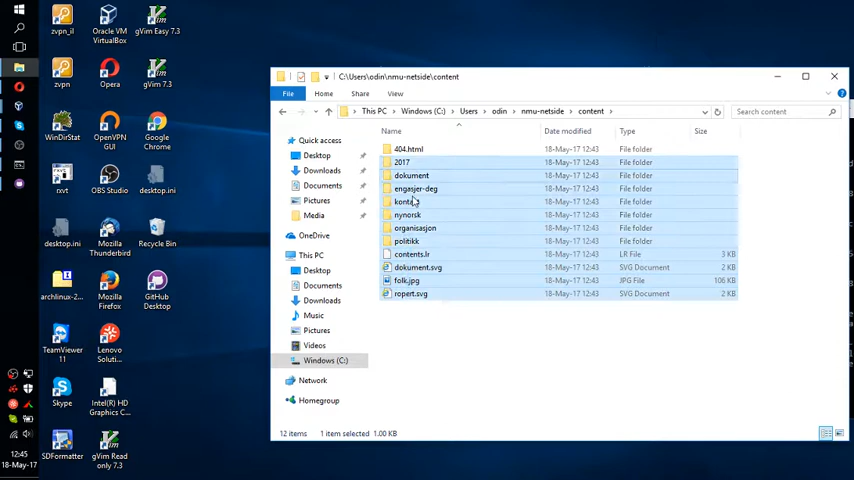 zvpn_il
Oracle VM
VirtualBox
gVim Easy 7.3
zvpn
Opera
gVim 7.3
WinDirStat
OpenVPN
GUI
Google
Chrome
rxvt
OBS Studio
desktop.ini
desktop.ini
Mozilla
Thunderbird
Recycle Bin
archlinux-2...
Mozilla
Firefox
GitHub
Desktop
TeamViewer
11
Lenovo
Soluti...
Skype
Intel(R) HD
Graphics C...
SDFormatter
gVim Read
only 7.3
12:45
18-May-17
C:\Users\odin\nmu-netside\content
File Home Share View
This PC Windows (C:) Users odin nmu-netside content
Search content
Quick access
Desktop
Downloads
Documents
Pictures
Media
OneDrive
This PC
Desktop
Documents
Downloads
Music
Pictures
Videos
Windows (C:)
Network
Homegroup
Name Date modified Type Size
404.html 18-May-17 12:43 File folder
2017 18-May-17 12:43 File folder
dokument 18-May-17 12:43 File folder
engasjer-deg 18-May-17 12:43 File folder
18-May-17 12:43 File folder
nynorsk 18-May-17 12:43 File folder
organisasjon 18-May-17 12:43 File folder
politikk 18-May-17 12:43 File folder
contents.lr 18-May-17 12:43 LR File 3 KB
dokument.svg 18-May-17 12:43 SVG Document 2 KB
folk.jpg 18-May-17 12:43 JPG File 106 KB
ropert.svg 18-May-17 12:43 SVG Document 2 KB
12 items 1 item selected 1.00 KB